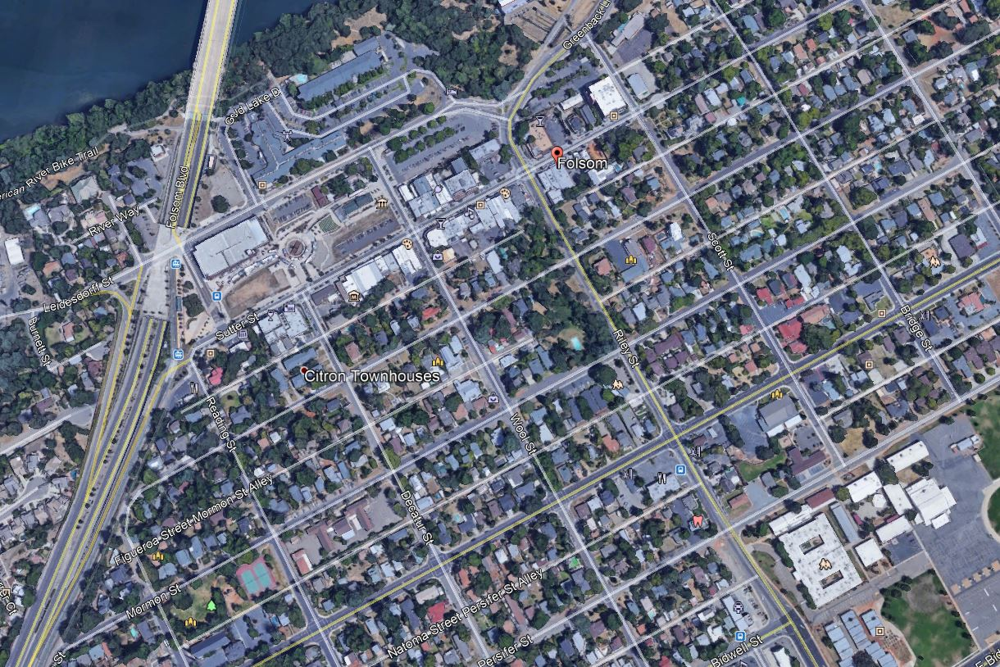 Greenback Ln
Gold Lake D
erican River Bike Trail
Folsom Blvd
River Way
Folsom
Leidesdorff St
Burnett St
Sutter St
Scott St
Bridge St
Riley St
Citron Townhouses
Reading St
Wool St
Decatur St
Figueroa Street Mormon St Alley
Mormon St
Natoma Street Persifer St Alley
Persifer St
Bidwell St
E Bid
St